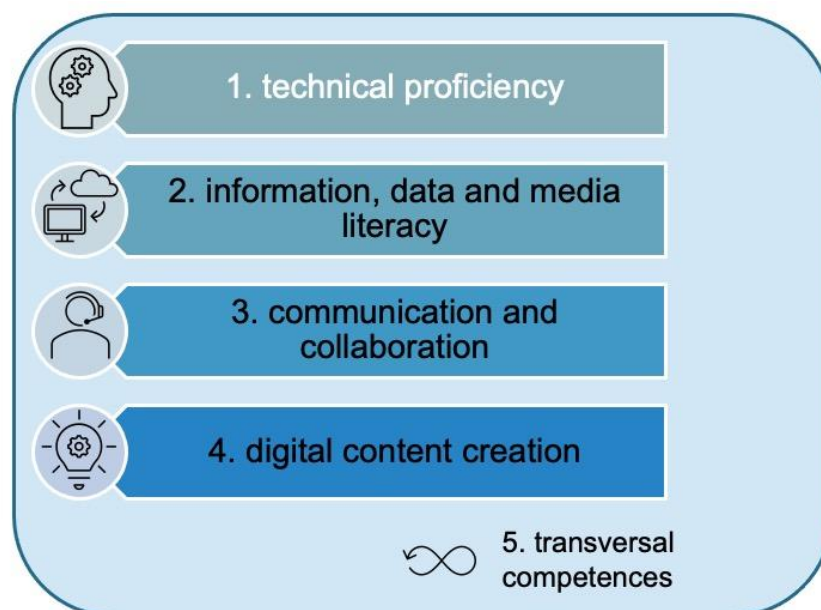 1. technical proficiency
2. information, data and media
literacy
3. communication and
collaboration
4. digital content creation
5. transversal
competences